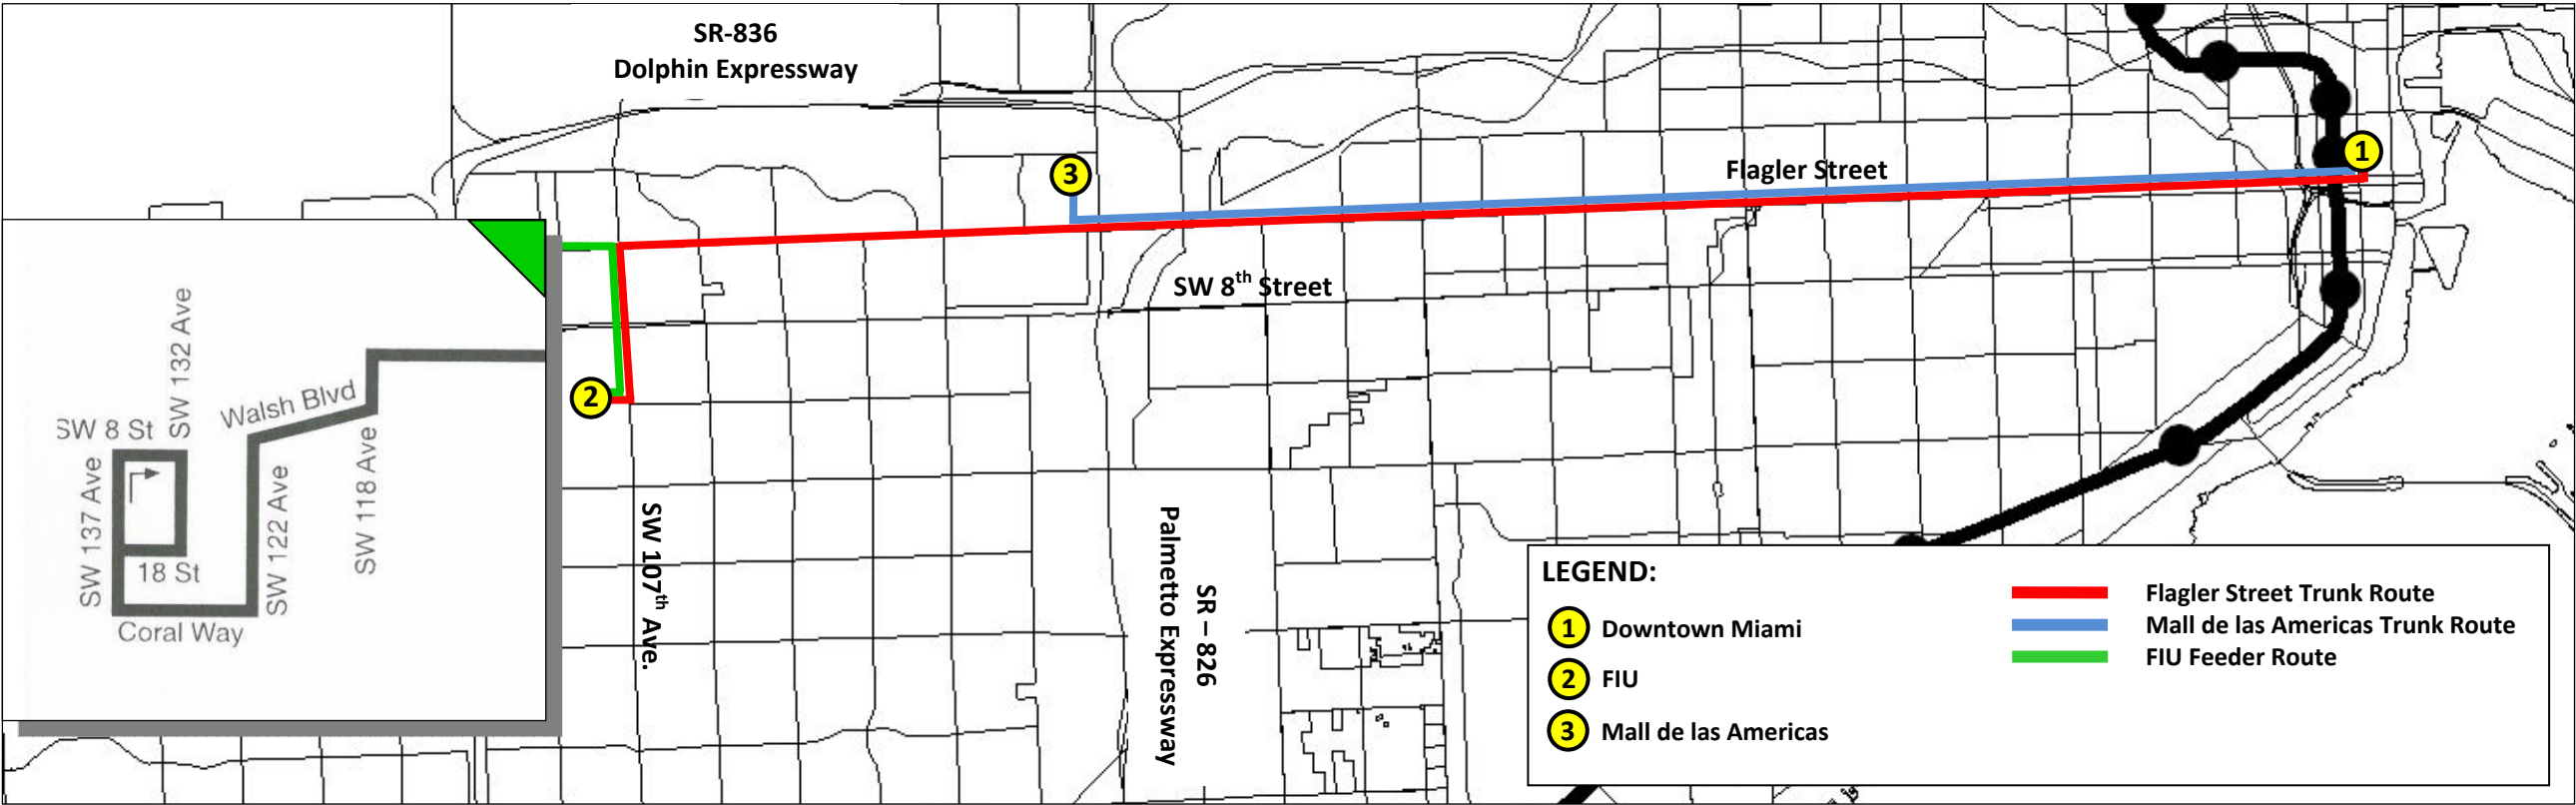 SR-836
Dolphin Expressway
3
1
Flagler Street
SW 8th Street
2
SW 132 Ave
Walsh Blvd
SW 8 St
SW 137 Ave
SW 122 Ave
SW 118 Ave
18 St
Coral Way
SW 107th Ave.
SR – 826
Palmetto Expressway
LEGEND:
1 Downtown Miami
2 FIU
3 Mall de las Americas
Flagler Street Trunk Route
Mall de las Americas Trunk Route
FIU Feeder Route